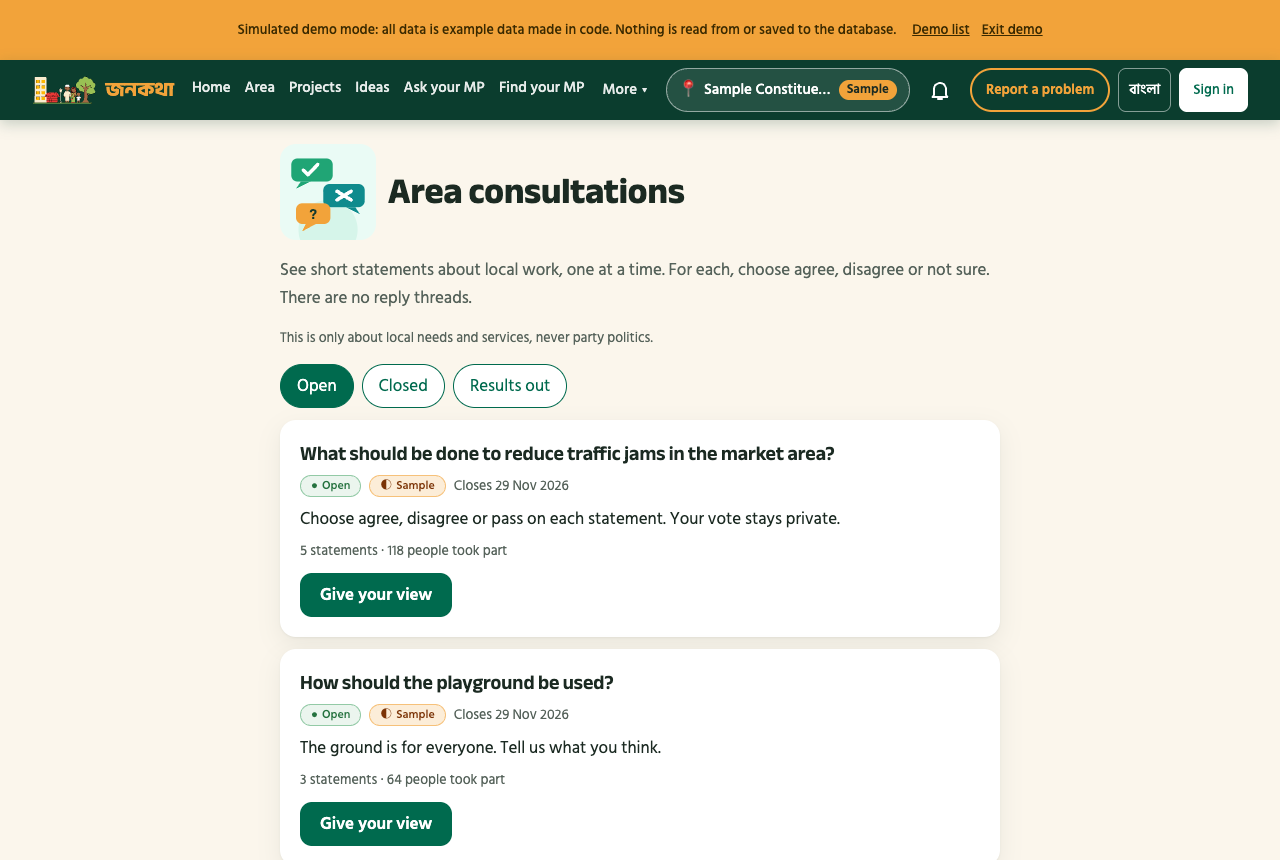 Simulated demo mode: all data is example data made in code. Nothing is read from or saved to the database. Demo list Exit demo
জনকথা Home Area Projects Ideas Ask your MP Find your MP More ▾ Sample Constitue... Sample Report a problem বাংলা Sign in
?
Area consultations
See short statements about local work, one at a time. For each, choose agree, disagree or not sure.
There are no reply threads.
This is only about local needs and services, never party politics.
Open Closed Results out
What should be done to reduce traffic jams in the market area?
Open Sample Closes 29 Nov 2026
Choose agree, disagree or pass on each statement. Your vote stays private.
5 statements · 118 people took part
Give your view
How should the playground be used?
Open Sample Closes 29 Nov 2026
The ground is for everyone. Tell us what you think.
3 statements · 64 people took part
Give your view